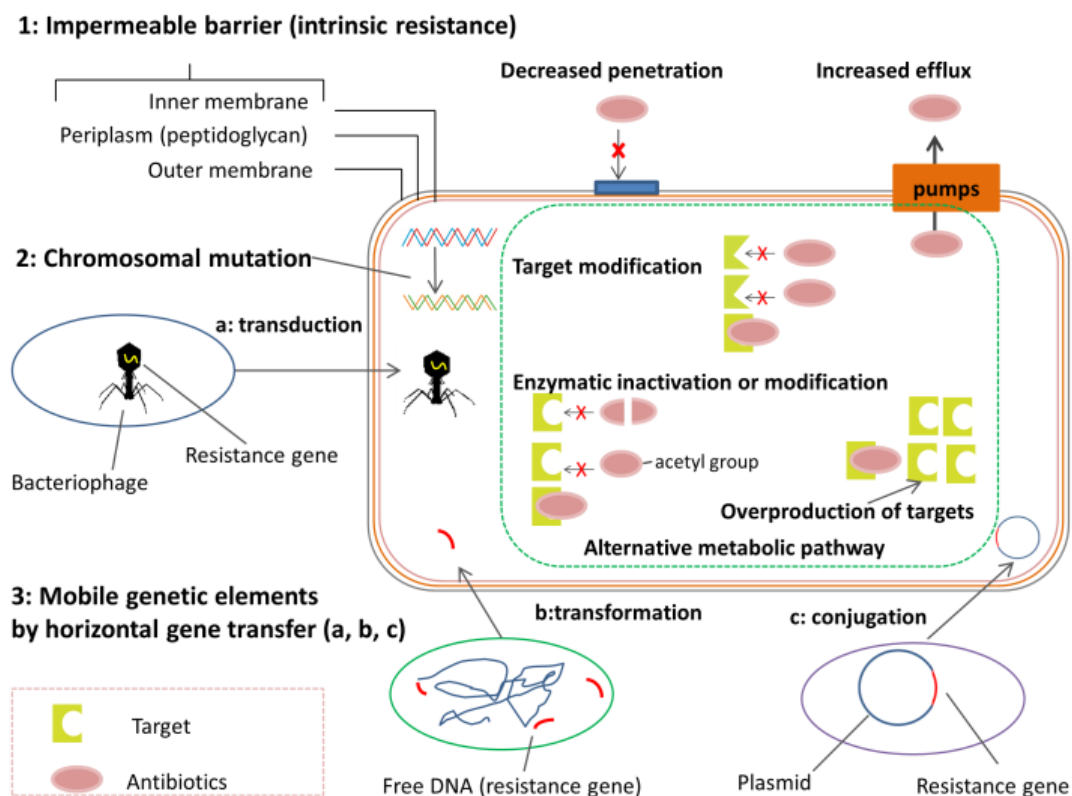 1: Impermeable barrier (intrinsic resistance)
Decreased penetration
Increased efflux
Inner membrane
Periplasm (peptidoglycan)
Outer membrane
pumps
2: Chromosomal mutation
Target modification
a: transduction
Enzymatic inactivation or modification
Resistance gene
acetyl group
Bacteriophage
Overproduction of targets
Alternative metabolic pathway
3: Mobile genetic elements
by horizontal gene transfer (a, b, c)
b:transformation
c: conjugation
Target
Antibiotics
Free DNA (resistance gene)
Plasmid
Resistance gene